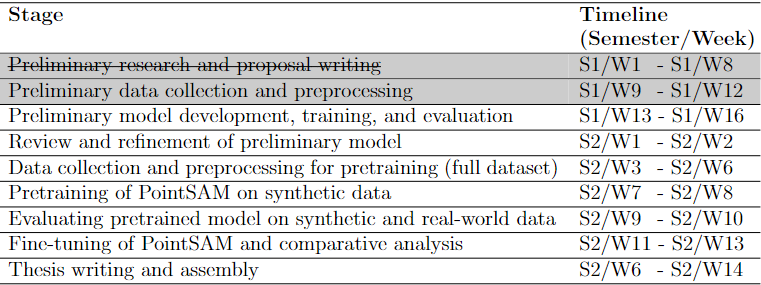 Stage Timeline
(Semester/Week)
Preliminary research and proposal writing S1/W1 - S1/W8
Preliminary data collection and preprocessing S1/W9 - S1/W12
Preliminary model development, training, and evaluation S1/W13 - S1/W16
Review and refinement of preliminary model S2/W1 - S2/W2
Data collection and preprocessing for pretraining (full dataset) S2/W3 - S2/W6
Pretraining of PointSAM on synthetic data S2/W7 - S2/W8
Evaluating pretrained model on synthetic and real-world data S2/W9 - S2/W10
Fine-tuning of PointSAM and comparative analysis S2/W11 - S2/W13
Thesis writing and assembly S2/W6 - S2/W14